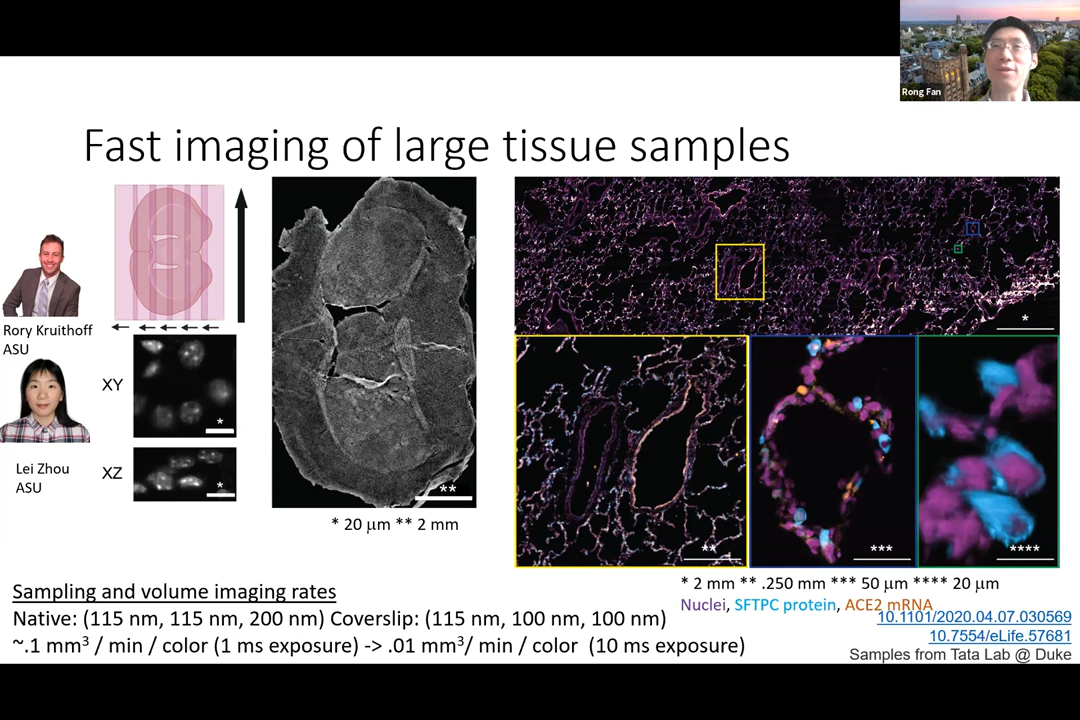 Rong Fan
Fast imaging of large tissue samples
Rory Kruithoff
ASU
XY
*
XZ
*
Lei Zhou
ASU
**
* 20 μm ** 2 mm
*
**
***
****
* 2 mm ** .250 mm *** 50 μm **** 20 μm
Nuclei, SFTPC protein, ACE2 mRNA
Sampling and volume imaging rates
Native: (115 nm, 115 nm, 200 nm) Coverslip: (115 nm, 100 nm, 100 nm)
~.1 mm³ / min / color (1 ms exposure) -> .01 mm³/ min / color (10 ms exposure)
10.1101/2020.04.07.030569
10.7554/eLife.57681
Samples from Tata Lab @ Duke